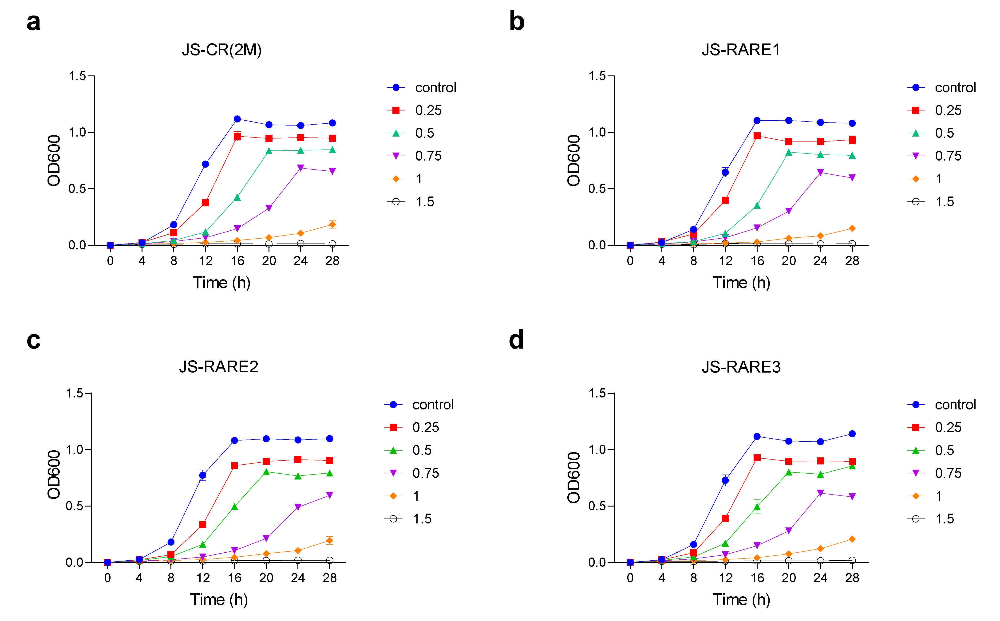 a
JS-CR(2M)
1.5
1.0
0.5
0.0
OD600
0 4 8 12 16 20 24 28
Time (h)
control
0.25
0.5
0.75
1
1.5
b
JS-RARE1
1.5
1.0
0.5
0.0
OD600
0 4 8 12 16 20 24 28
Time (h)
control
0.25
0.5
0.75
1
1.5
c
JS-RARE2
1.5
1.0
0.5
0.0
OD600
0 4 8 12 16 20 24 28
Time (h)
control
0.25
0.5
0.75
1
1.5
d
JS-RARE3
1.5
1.0
0.5
0.0
OD600
0 4 8 12 16 20 24 28
Time (h)
control
0.25
0.5
0.75
1
1.5